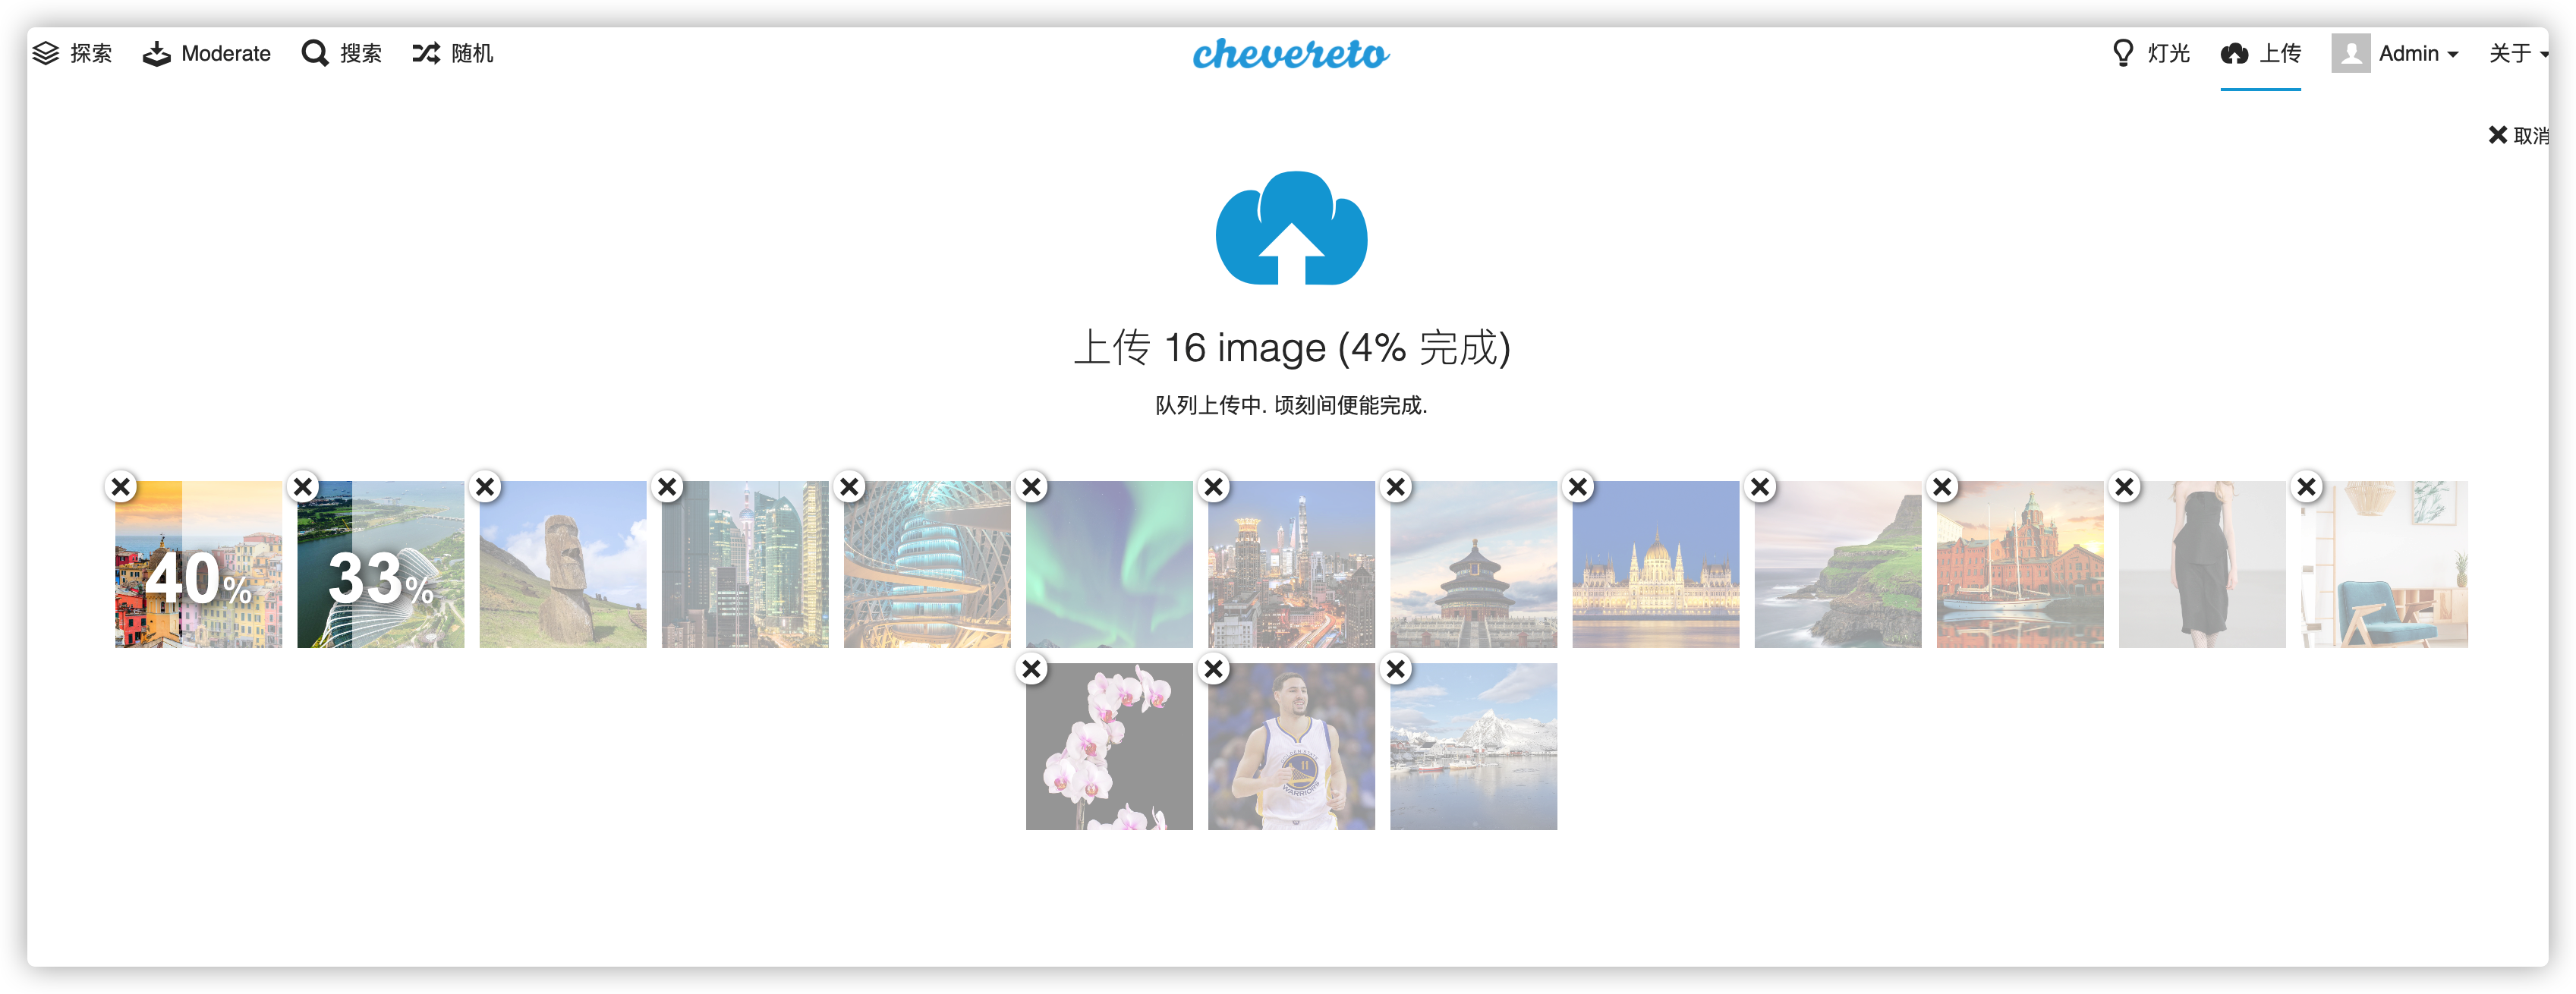 探索 Moderate 搜索 随机 chevereto 灯光 上传 Admin 关于
取消
上传 16 image (4% 完成)
队列上传中. 顷刻间便能完成.
40% 33%
11
WARRIORS